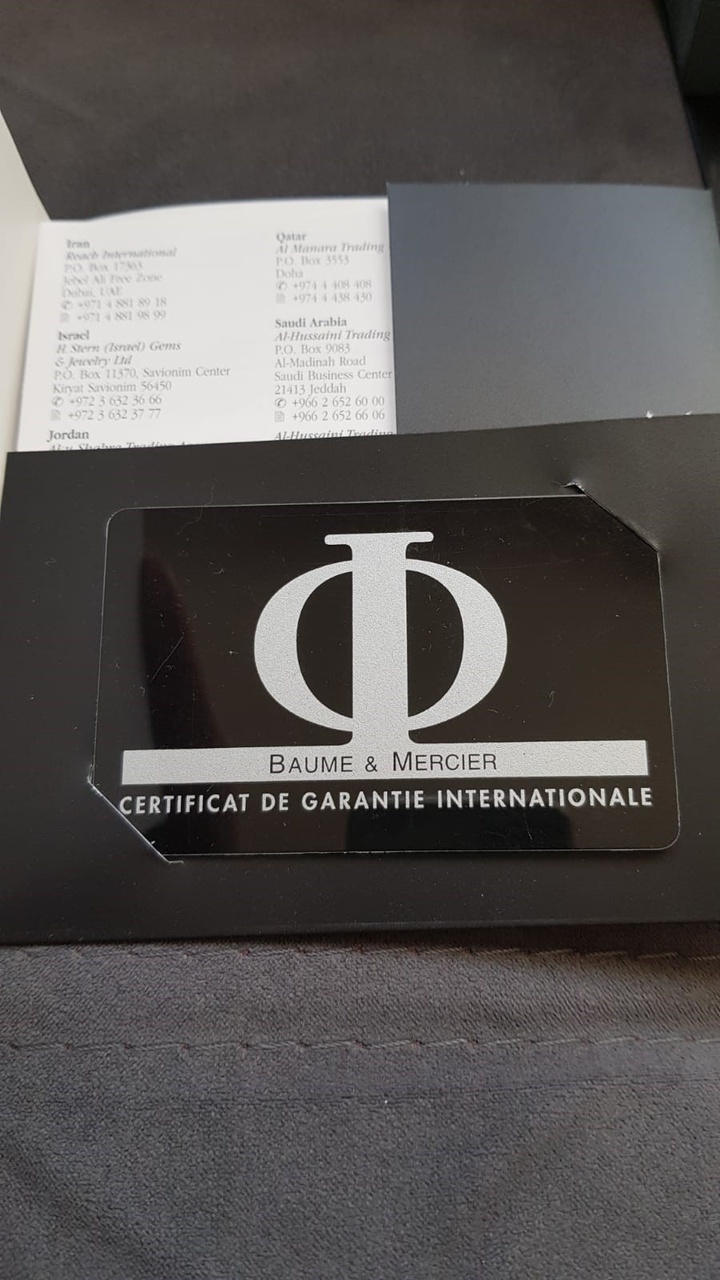 Iran
Reach International
P.O. Box 17363
Jebel Ali Free Zone
Dubai, UAE
✆ +971 4 881 89 18
+971 4 881 98 99
Israel
H. Stern (Israel) Gems
& Jewelry Ltd
P.O. Box 11370, Savionim Center
Kiryat Savionim 56450
✆ +972 3 632 36 66
+972 3 632 37 77
Jordan
Qatar
Al Manara Trading
P.O. Box 3553
Doha
✆ +974 4 408 408
+974 4 438 430
Saudi Arabia
Al-Hussaini Trading
P.O. Box 9083
Al-Madinah Road
Saudi Business Center
21413 Jeddah
✆ +966 2 652 60 00
+966 2 652 66 06
Al-Hussaini Trading
BAUME & MERCIER
CERTIFICAT DE GARANTIE INTERNATIONALE